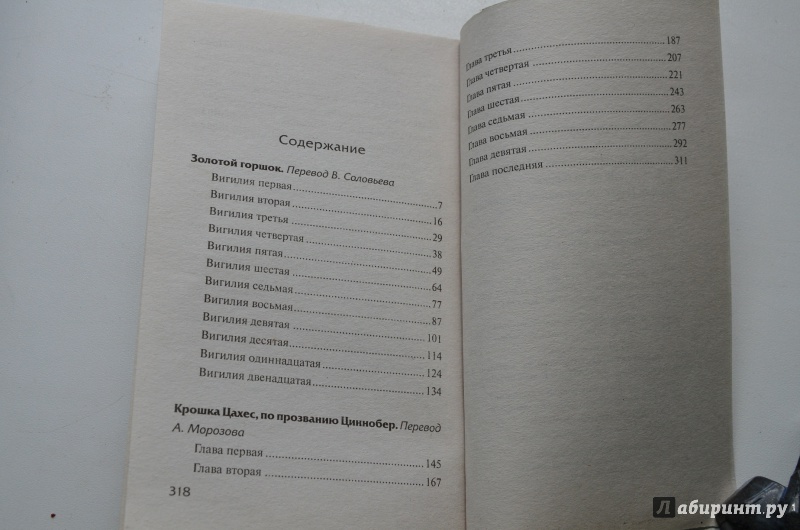 Содержание
Золотой горшок. Перевод В. Соловьева
Вигилия первая 7
Вигилия вторая 16
Вигилия третья 29
Вигилия четвертая 38
Вигилия пятая 49
Вигилия шестая 64
Вигилия седьмая 77
Вигилия восьмая 87
Вигилия девятая 101
Вигилия десятая 114
Вигилия одиннадцатая 124
Вигилия двенадцатая 134
Крошка Цахес, по прозванию Циннобер. Перевод
А. Морозова
Глава первая 145
Глава вторая 167
318
Глава третья 187
Глава четвертая 207
Глава пятая 221
Глава шестая 243
Глава седьмая 263
Глава восьмая 277
Глава девятая 292
Глава последняя 311
Лабиринт.ру